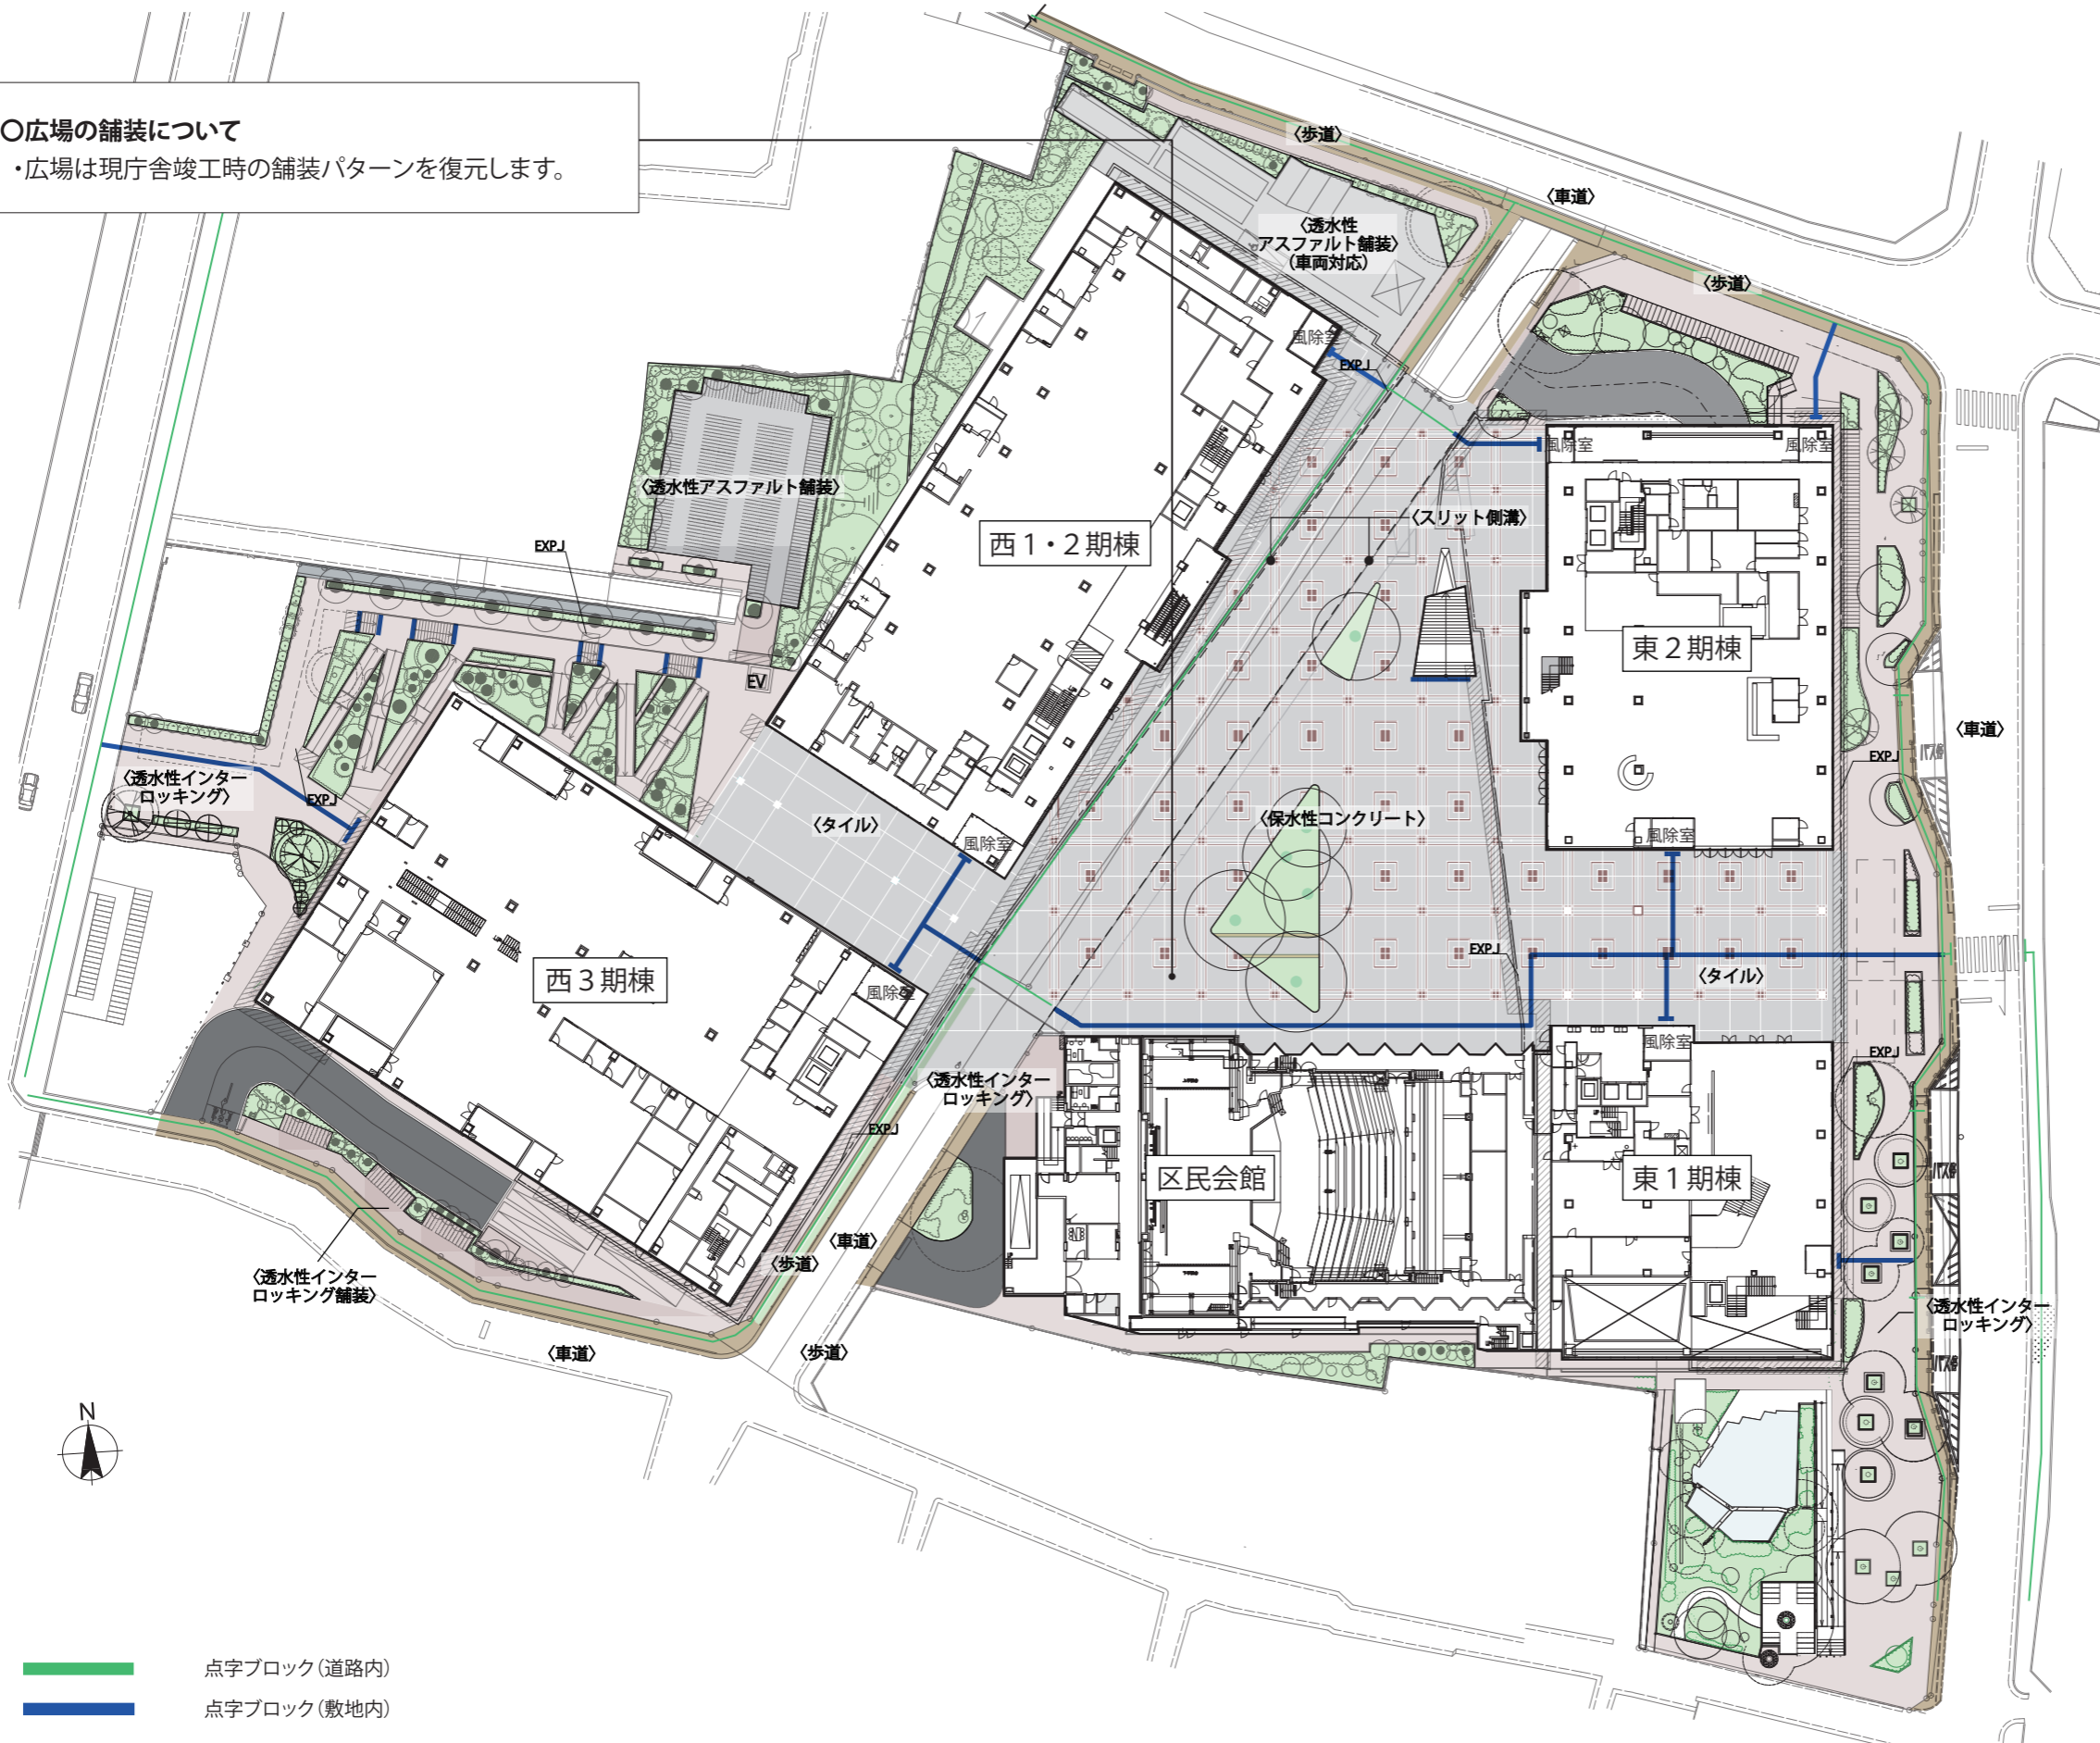 〇広場の舗装について
・広場は現庁舎竣工時の舗装パターンを復元します。
〈歩道〉
〈車道〉
〈透水性
アスファルト舗装〉
（車両対応）
〈歩道〉
風除室
EXP.J
風除室
風除室
〈透水性アスファルト舗装〉
〈スリット側溝〉
西１・２期棟
EXP.J
東２期棟
EV
〈車道〉
バス停
EXP.J
〈透水性インター
ロッキング〉
EXP.J
〈タイル〉
〈保水性コンクリート〉
風除室
風除室
EXP.J
西３期棟
風除室
〈タイル〉
風除室
EXP.J
〈透水性インター
ロッキング〉
EXP.J
区民会館
東１期棟
バス停
〈車道〉
〈歩道〉
〈透水性インター
ロッキング舗装〉
〈透水性インター
ロッキング〉
〈車道〉
〈歩道〉
バス停
N
点字ブロック（道路内）
点字ブロック（敷地内）